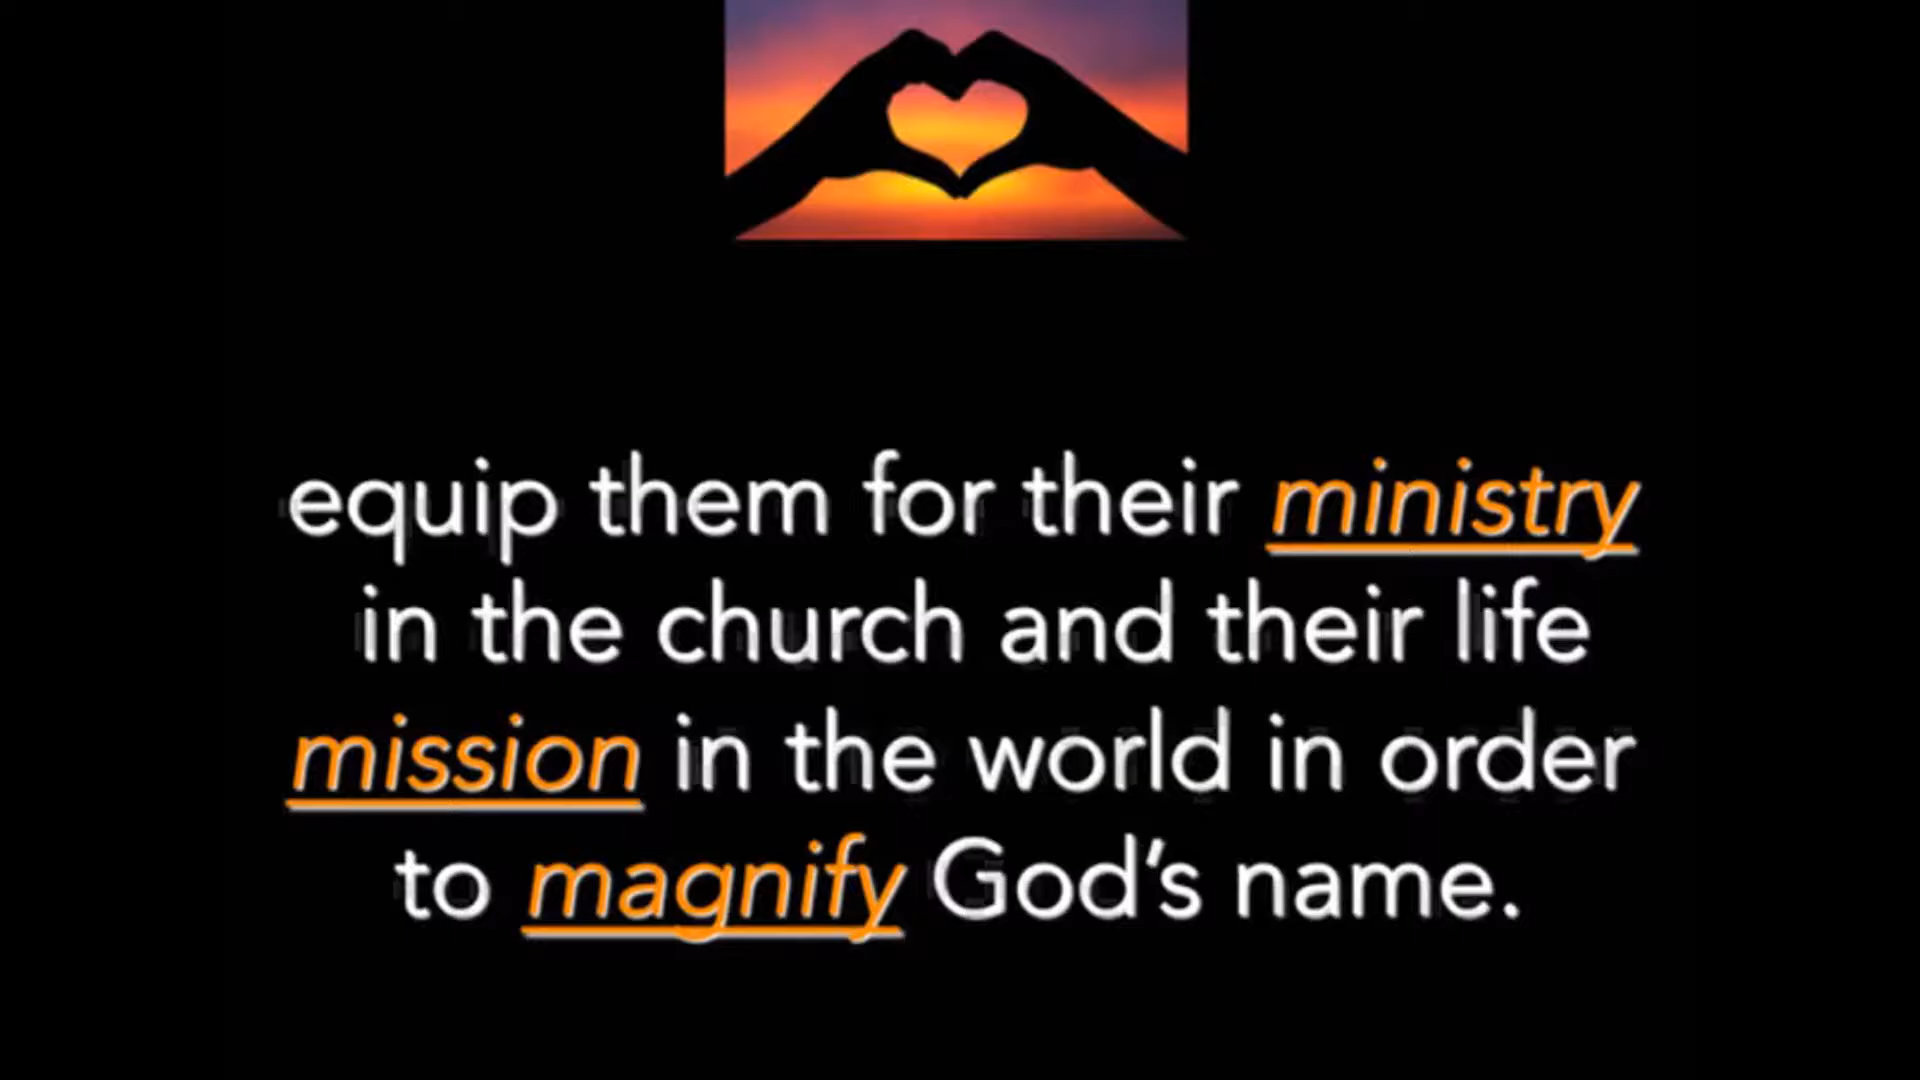 equip them for their ministry
in the church and their life
mission in the world in order
to magnify God’s name.